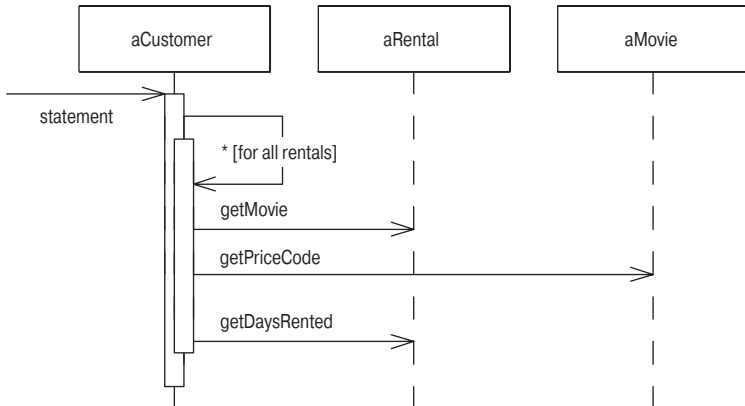 aCustomer
aRental
aMovie
statement
* [for all rentals]
getMovie
getPriceCode
getDaysRented